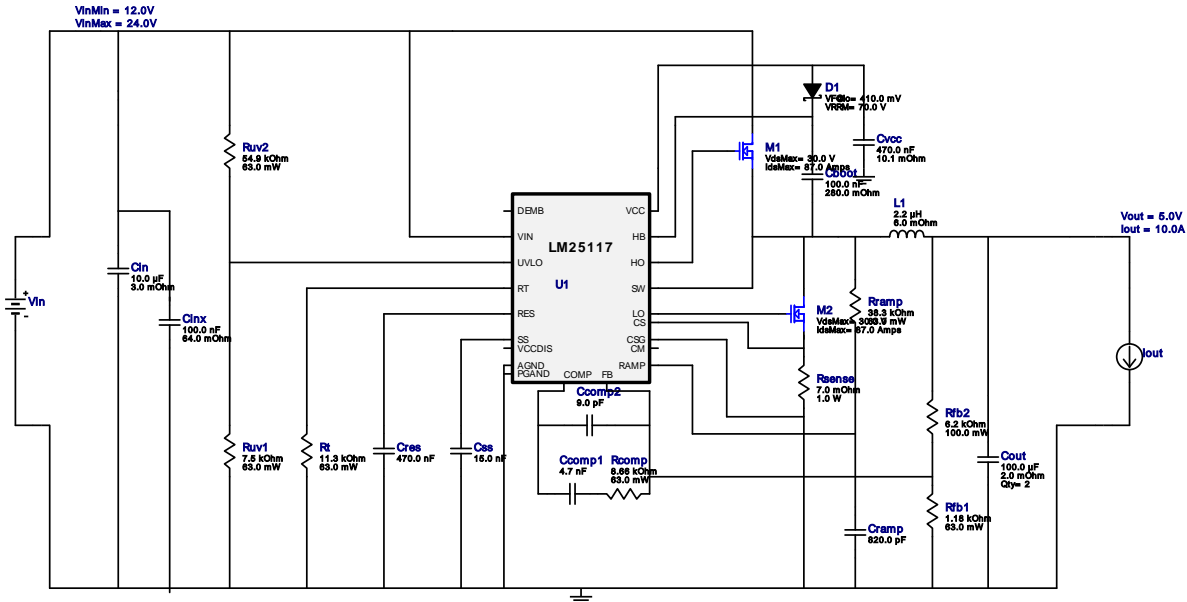 VinMin = 12.0V
VinMax = 24.0V
Ruv2
54.9 kOhm
63.0 mW
Cin
10.0 µF
3.0 mOhm
Cinx
100.0 nF
64.0 mOhm
Vin
+
-
Ruv1
7.5 kOhm
63.0 mW
Rt
11.3 kOhm
63.0 mW
Cres
470.0 nF
Css
15.0 nF
LM25117
U1
DEMB
VIN
UVLO
RT
RES
SS
VCCDIS
AGND
PGAND
COMP
FB
VCC
HB
HO
SW
LO
CS
CSG
CM
RAMP
Ccomp2
9.0 pF
Ccomp1
4.7 nF
Rcomp
8.66 kOhm
63.0 mW
D1
= 410.0 mV
VRRM= 70.0 V
Cvcc
470.0 nF
10.1 mOhm
M1
VdsMax= 30.0 V
IdsMax= 87.0 Amps
Cboot
100.0 nF
280.0 mOhm
L1
2.2 µH
6.0 mOhm
Vout = 5.0V
Iout = 10.0A
M2
VdsMax=
IdsMax= 87.0 Amps
Rramp
38.3 kOhm
mW
Rsense
7.0 mOhm
1.0 W
Iout
Rfb2
6.2 kOhm
100.0 mW
Cout
100.0 µF
2.0 mOhm
Qty= 2
Rfb1
1.18 kOhm
63.0 mW
Cramp
820.0 pF